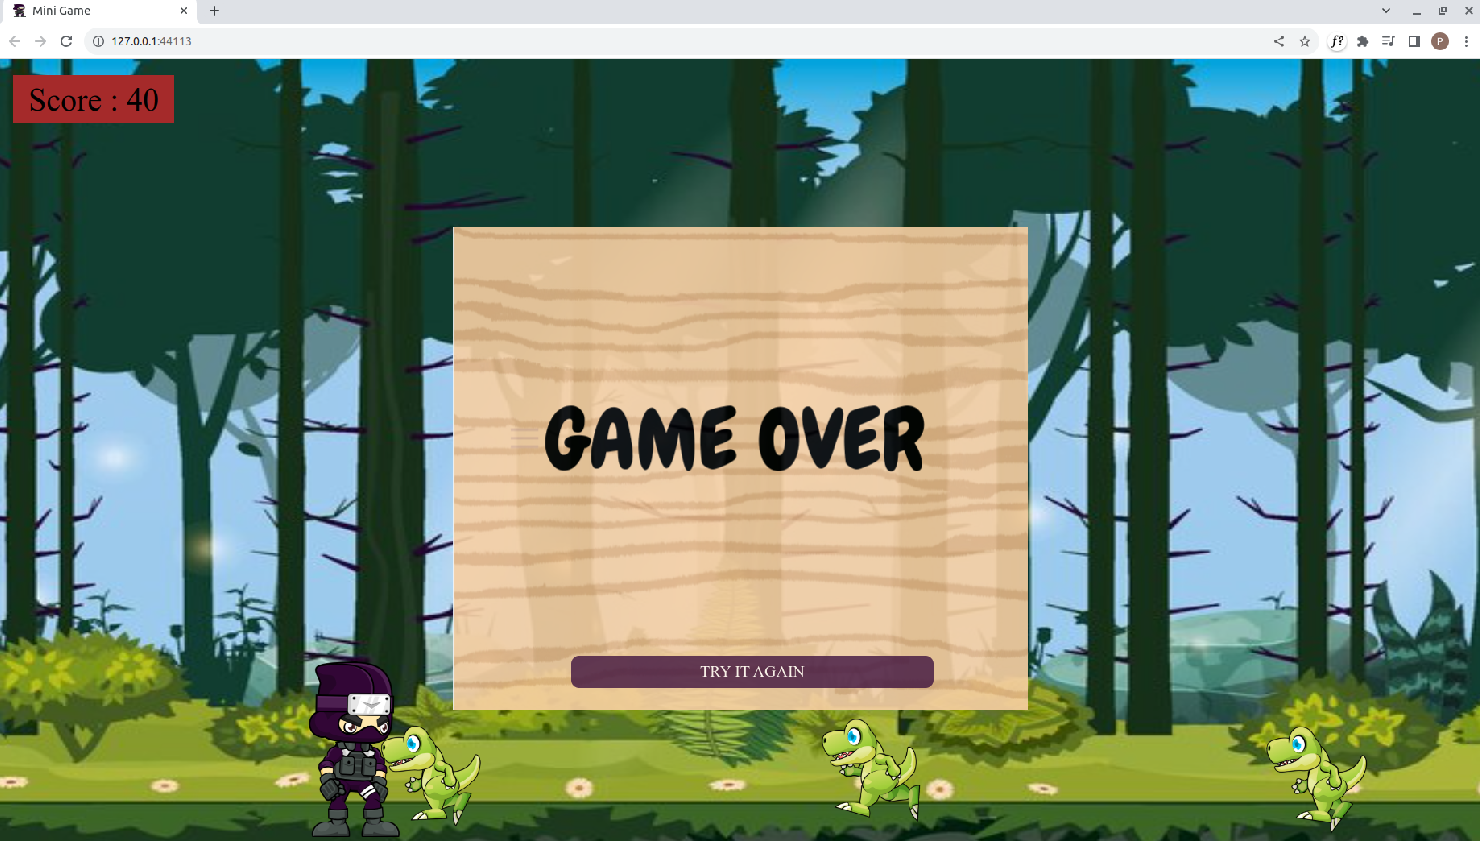 Mini Game
127.0.0.1:44113
f?
P
Score : 40
GAME OVER
TRY IT AGAIN